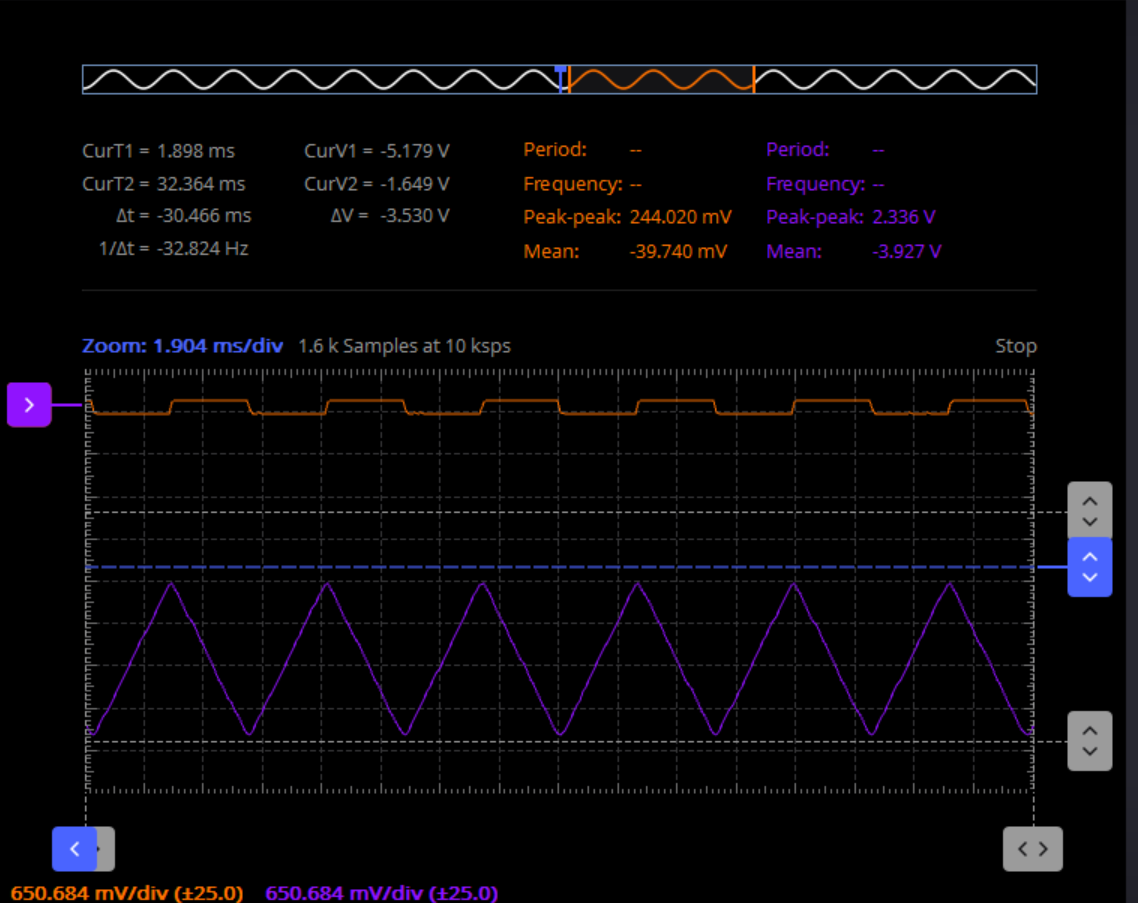 CurT1 = 1.898 ms CurV1 = -5.179 V Period: -- Period: --
CurT2 = 32.364 ms CurV2 = -1.649 V Frequency: -- Frequency: --
Δt = -30.466 ms ΔV = -3.530 V Peak-peak: 244.020 mV Peak-peak: 2.336 V
1/Δt = -32.824 Hz Mean: -39.740 mV Mean: -3.927 V
Zoom: 1.904 ms/div 1.6 k Samples at 10 ksps Stop
650.684 mV/div (±25.0) 650.684 mV/div (±25.0)